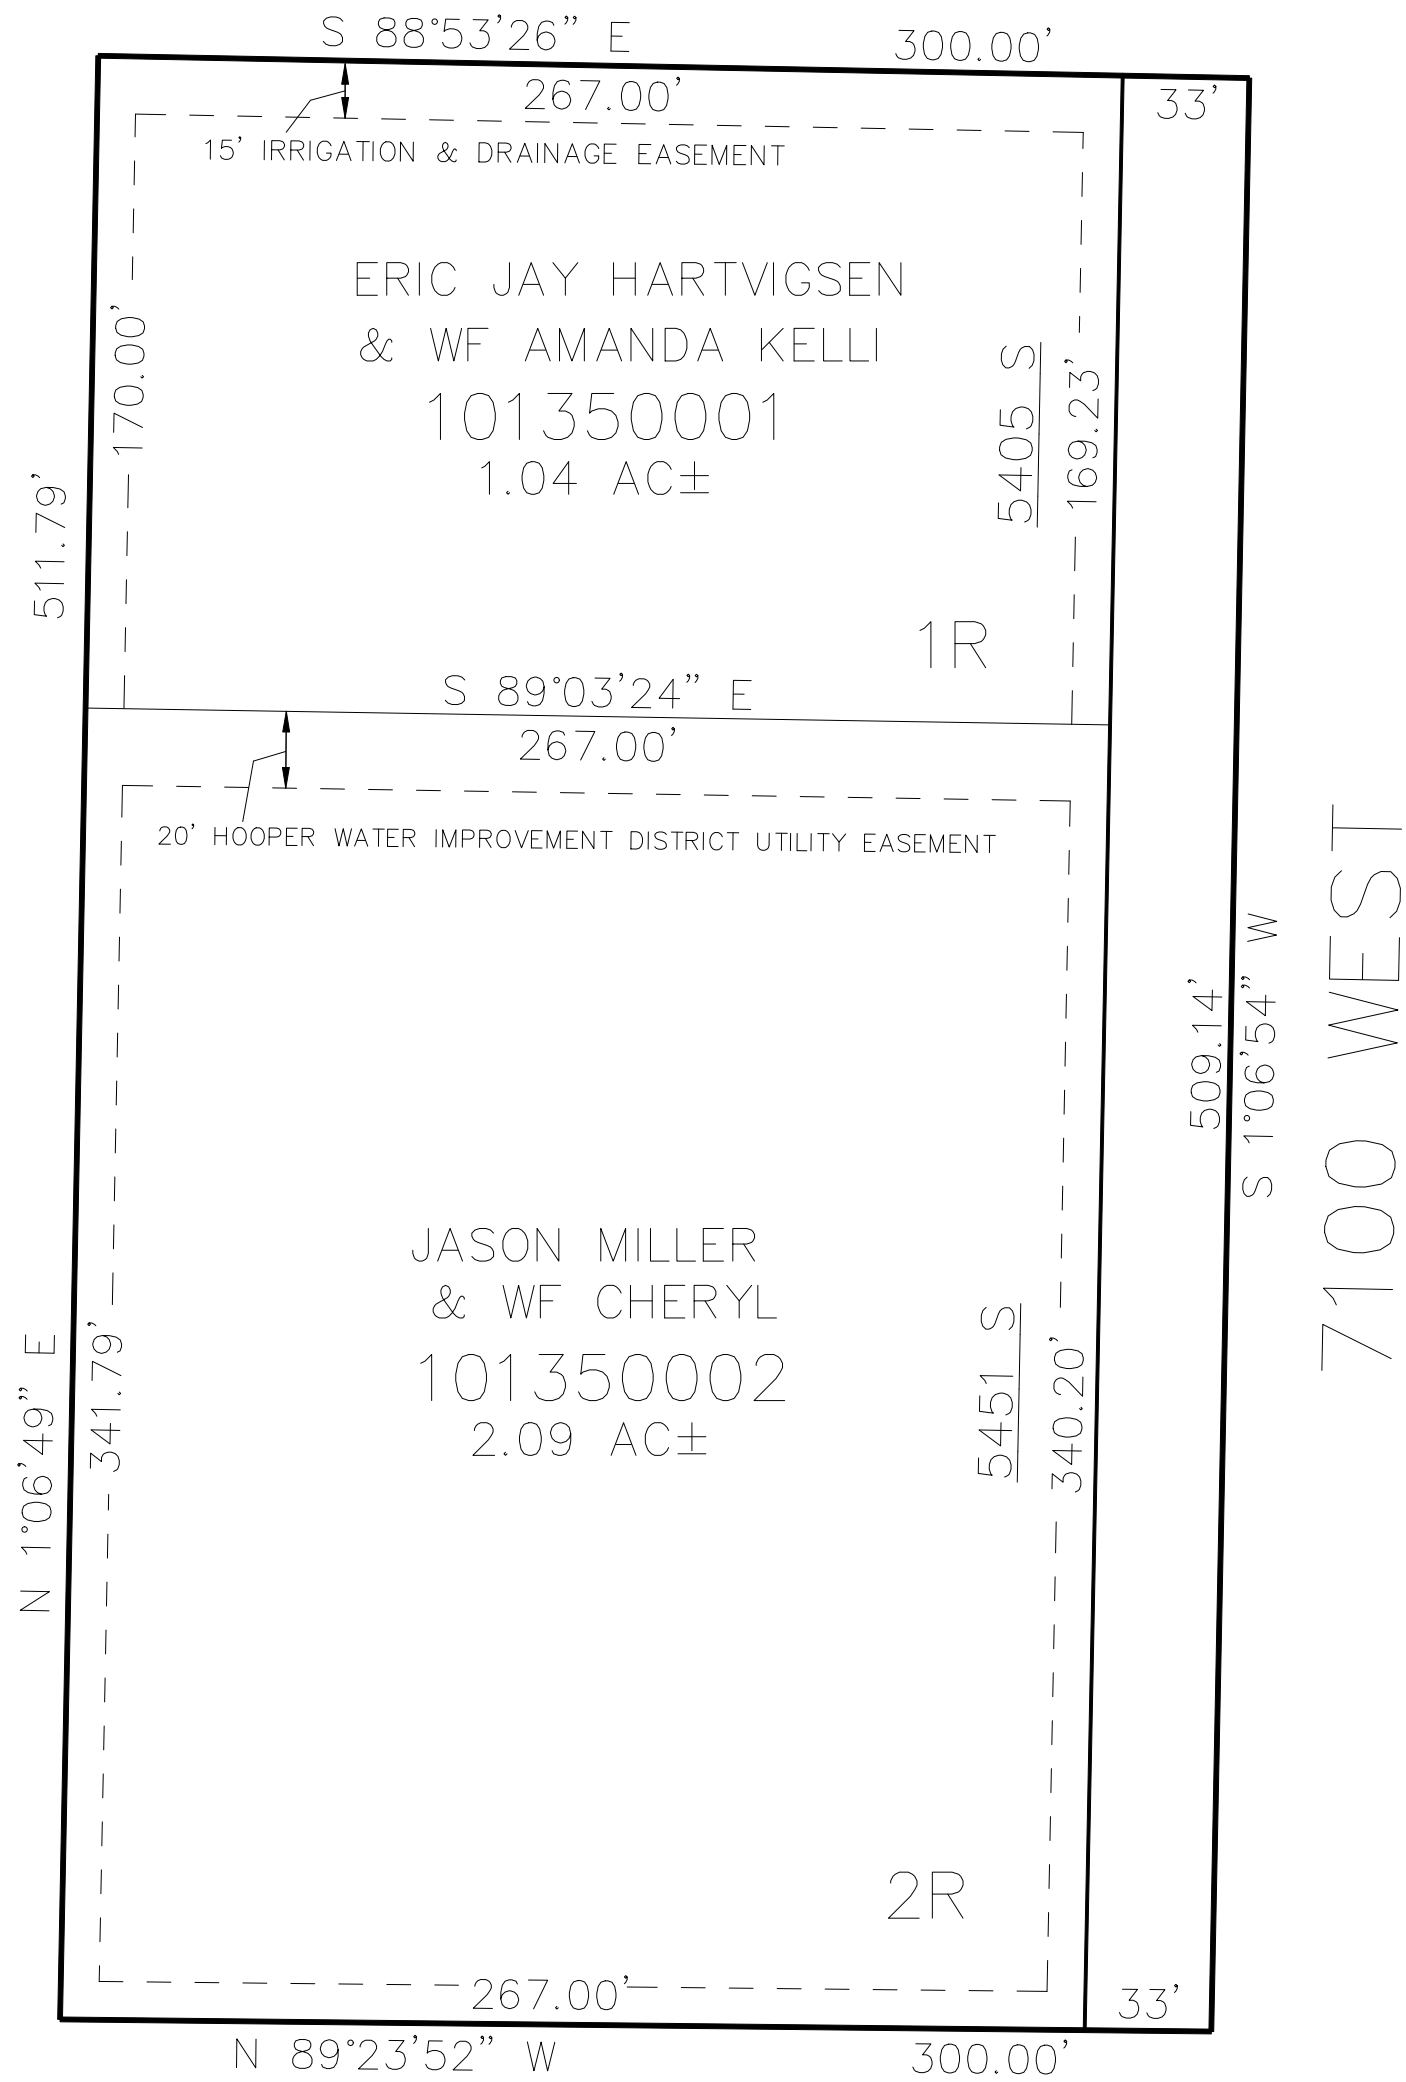 S 88°53'26" E 300.00'
267.00' 33'
15' IRRIGATION & DRAINAGE EASEMENT
ERIC JAY HARTVIGSEN
& WF AMANDA KELLI
101350001
1.04 AC±
170.00'
5405 S
169.23'
511.79'
1R
S 89°03'24" E
267.00'
20' HOOPER WATER IMPROVEMENT DISTRICT UTILITY EASEMENT
509.14'
S 1°06'54" W
7100 WEST
JASON MILLER
& WF CHERYL
101350002
2.09 AC±
N 1°06'49" E
341.79'
5451 S
340.20'
2R
267.00' 33'
N 89°23'52" W 300.00'